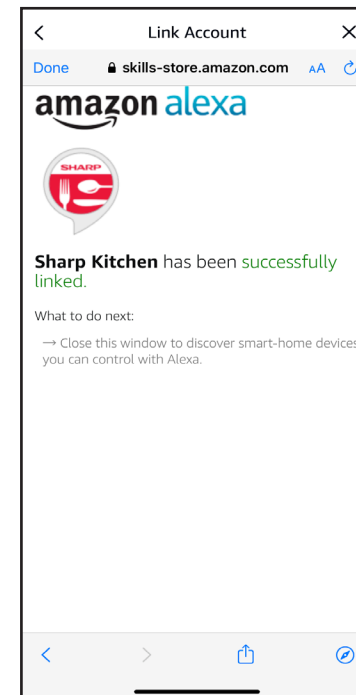 Link Account
Done skills-store.amazon.com AA
amazon alexa
SHARP
Sharp Kitchen has been successfully
linked.
What to do next:
→ Close this window to discover smart-home devices
you can control with Alexa.